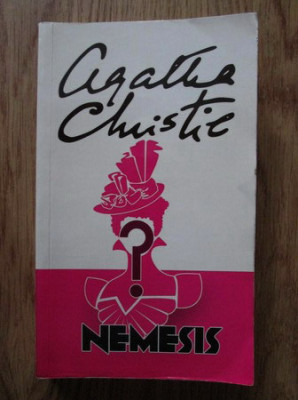 Agatha
Christie
?
NEMESIS